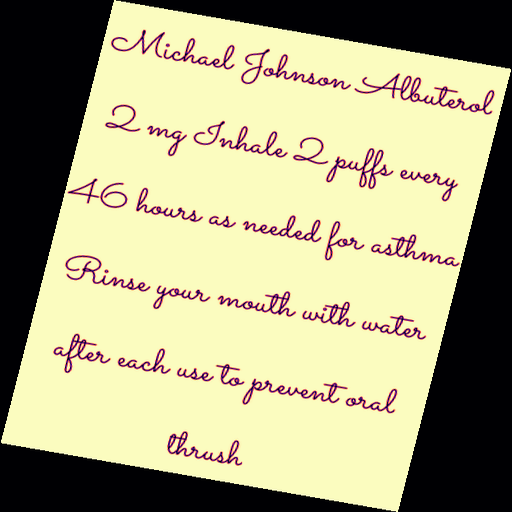 Michael Johnson Albuterol
2 mg Inhale 2 puffs every
46 hours as needed for asthma
Rinse your mouth with water
after each use to prevent oral
thrush